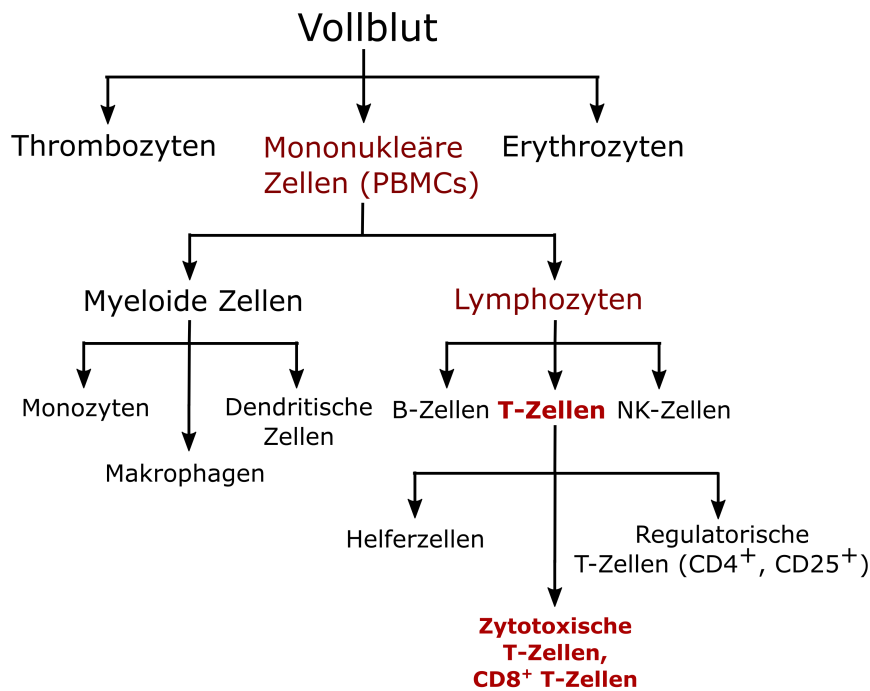 Vollblut
Thrombozyten
Mononukleäre
Zellen (PBMCs)
Erythrozyten
Myeloide Zellen
Lymphozyten
Monozyten
Makrophagen
Dendritische
Zellen
B-Zellen
T-Zellen
NK-Zellen
Helferzellen
Regulatorische
T-Zellen (CD4⁺, CD25⁺)
Zytotoxische
T-Zellen,
CD8⁺ T-Zellen